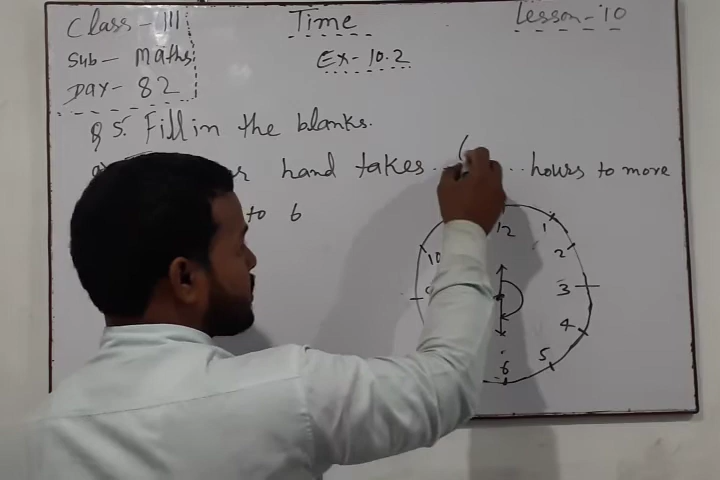 Class - III
Sub - Maths
Day - 82
Time
Ex- 10.2
Lesson - 10
Q 5. Fill in the blanks.
hand takes hours to move
to 6
12
1
2
3
4
5
6
10